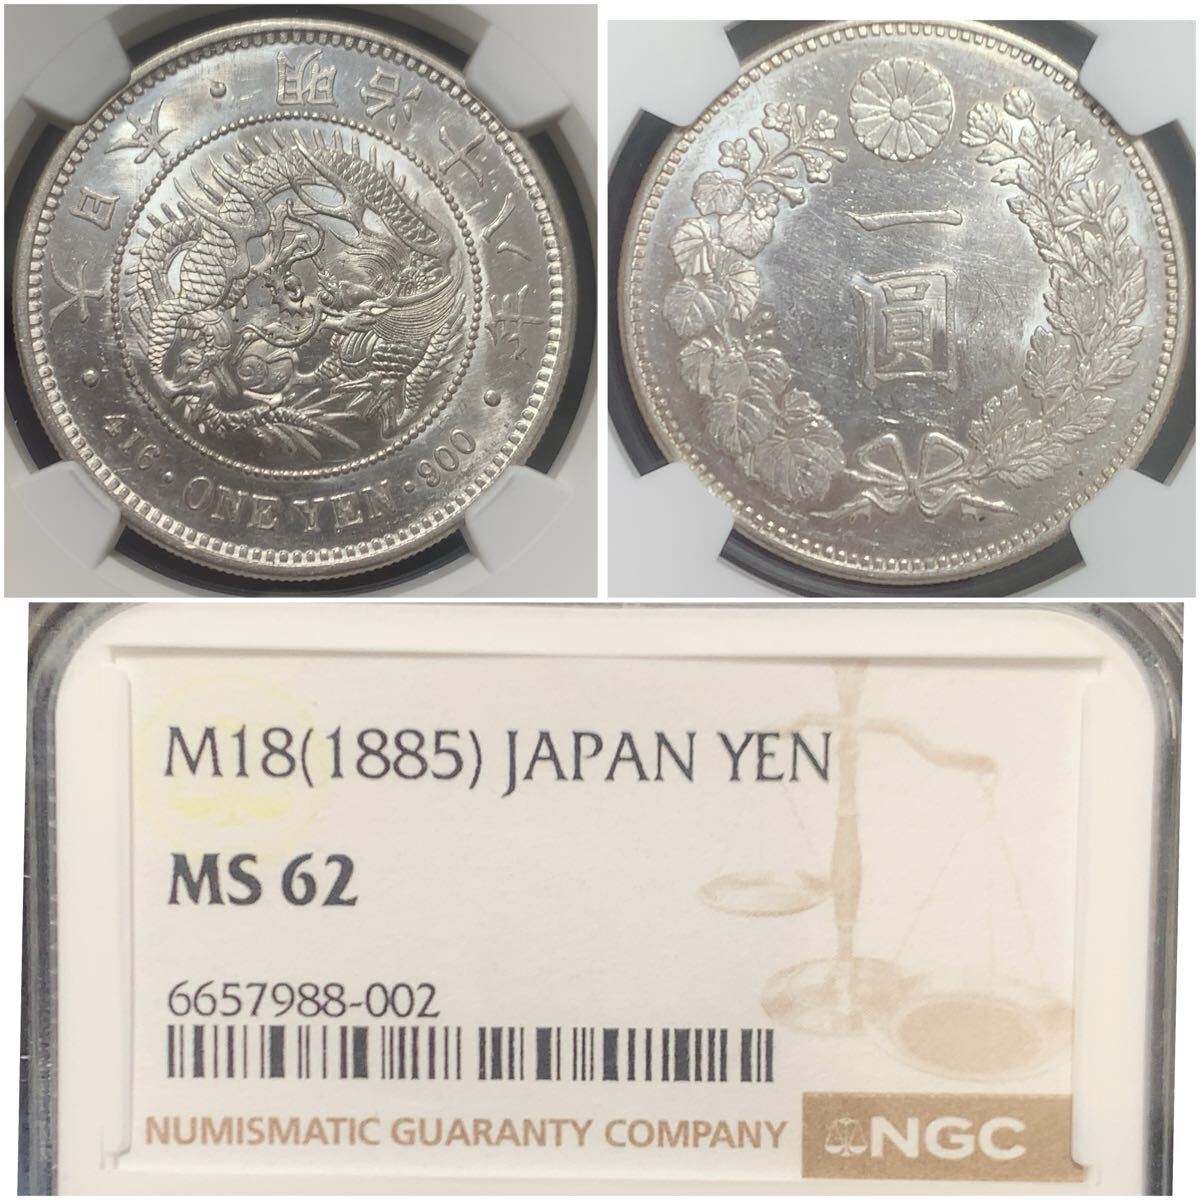 大日本・明治十八年
416・ONE YEN・900
一圓
M18(1885) JAPAN YEN
MS 62
6657988-002
NUMISMATIC GUARANTY COMPANY
NGC